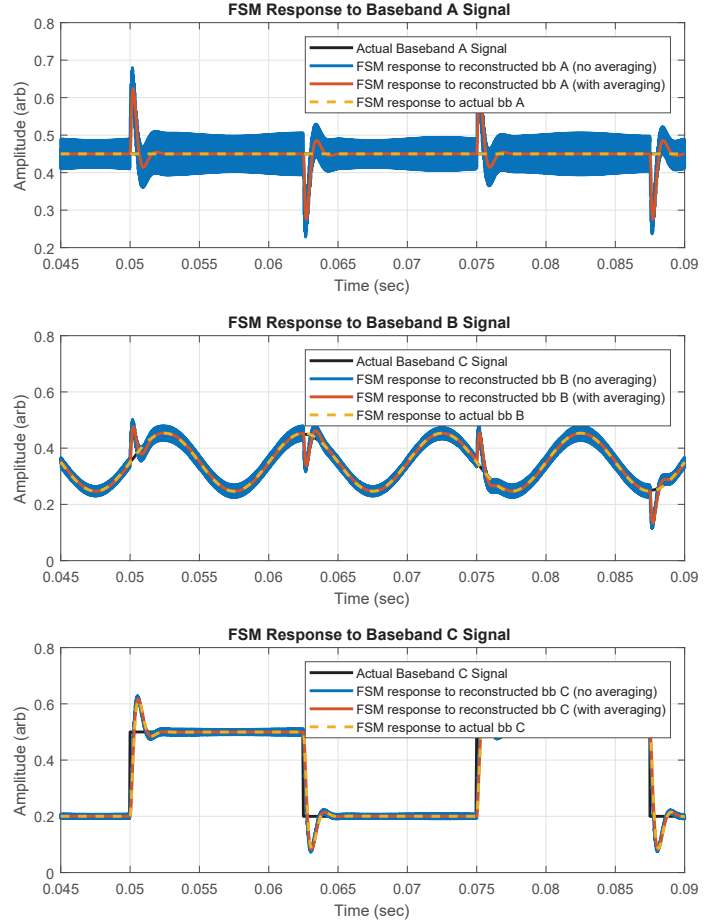 FSM Response to Baseband A Signal
0.8
0.7
0.6
0.5
0.4
0.3
0.2
Amplitude (arb)
Actual Baseband A Signal
FSM response to reconstructed bb A (no averaging)
FSM response to reconstructed bb A (with averaging)
FSM response to actual bb A
0.045 0.05 0.055 0.06 0.065 0.07 0.075 0.08 0.085 0.09
Time (sec)
FSM Response to Baseband B Signal
0.8
0.6
0.4
0.2
0
Amplitude (arb)
Actual Baseband C Signal
FSM response to reconstructed bb B (no averaging)
FSM response to reconstructed bb B (with averaging)
FSM response to actual bb B
0.045 0.05 0.055 0.06 0.065 0.07 0.075 0.08 0.085 0.09
Time (sec)
FSM Response to Baseband C Signal
0.8
0.6
0.4
0.2
0
Amplitude (arb)
Actual Baseband C Signal
FSM response to reconstructed bb C (no averaging)
FSM response to reconstructed bb C (with averaging)
FSM response to actual bb C
0.045 0.05 0.055 0.06 0.065 0.07 0.075 0.08 0.085 0.09
Time (sec)